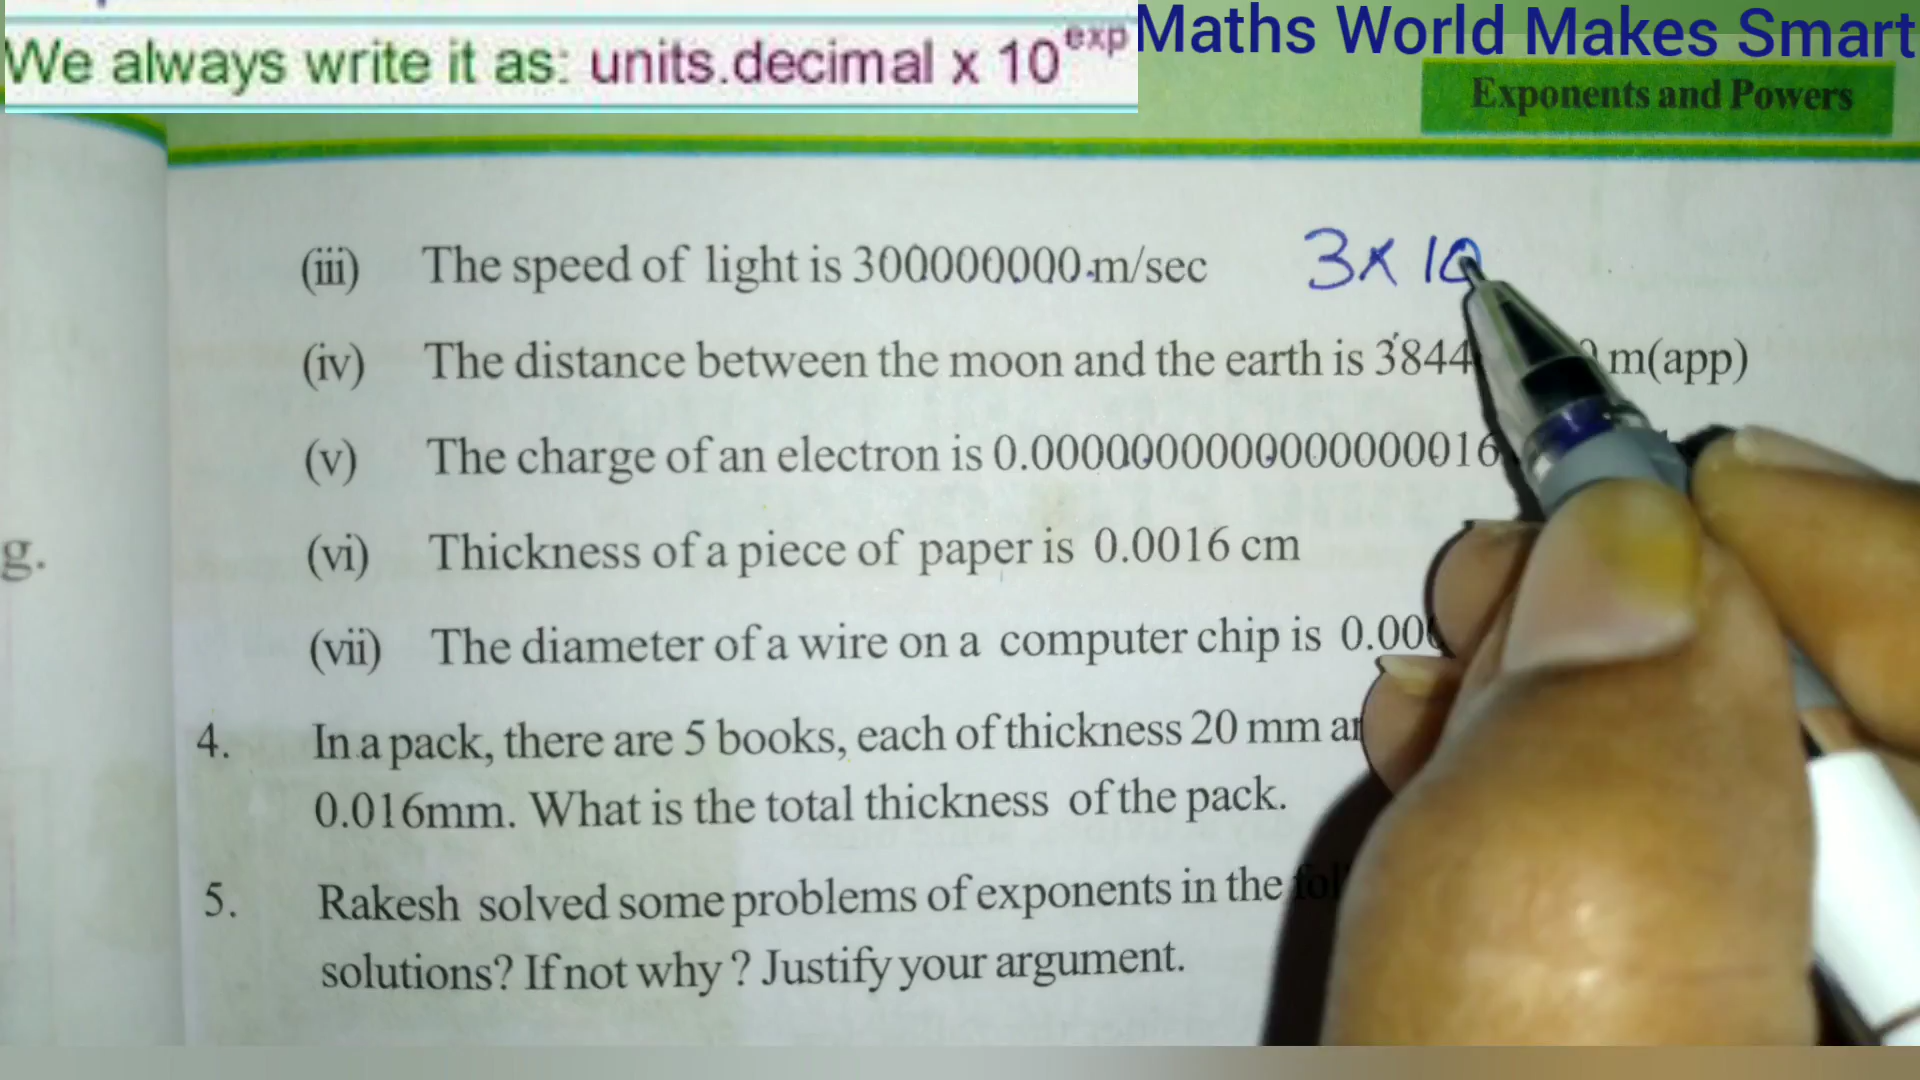 We always write it as: units.decimal x 10^exp
Maths World Makes Smart
Exponents and Powers
(iii) The speed of light is 300000000 m/sec 3 x 10
(iv) The distance between the moon and the earth is 3844 m(app)
(v) The charge of an electron is 0.00000000000000000016
(vi) Thickness of a piece of paper is 0.0016 cm
(vii) The diameter of a wire on a computer chip is 0.00
g.
4. In a pack, there are 5 books, each of thickness 20 mm
0.016mm. What is the total thickness of the pack.
5. Rakesh solved some problems of exponents in the
solutions? If not why ? Justify your argument.